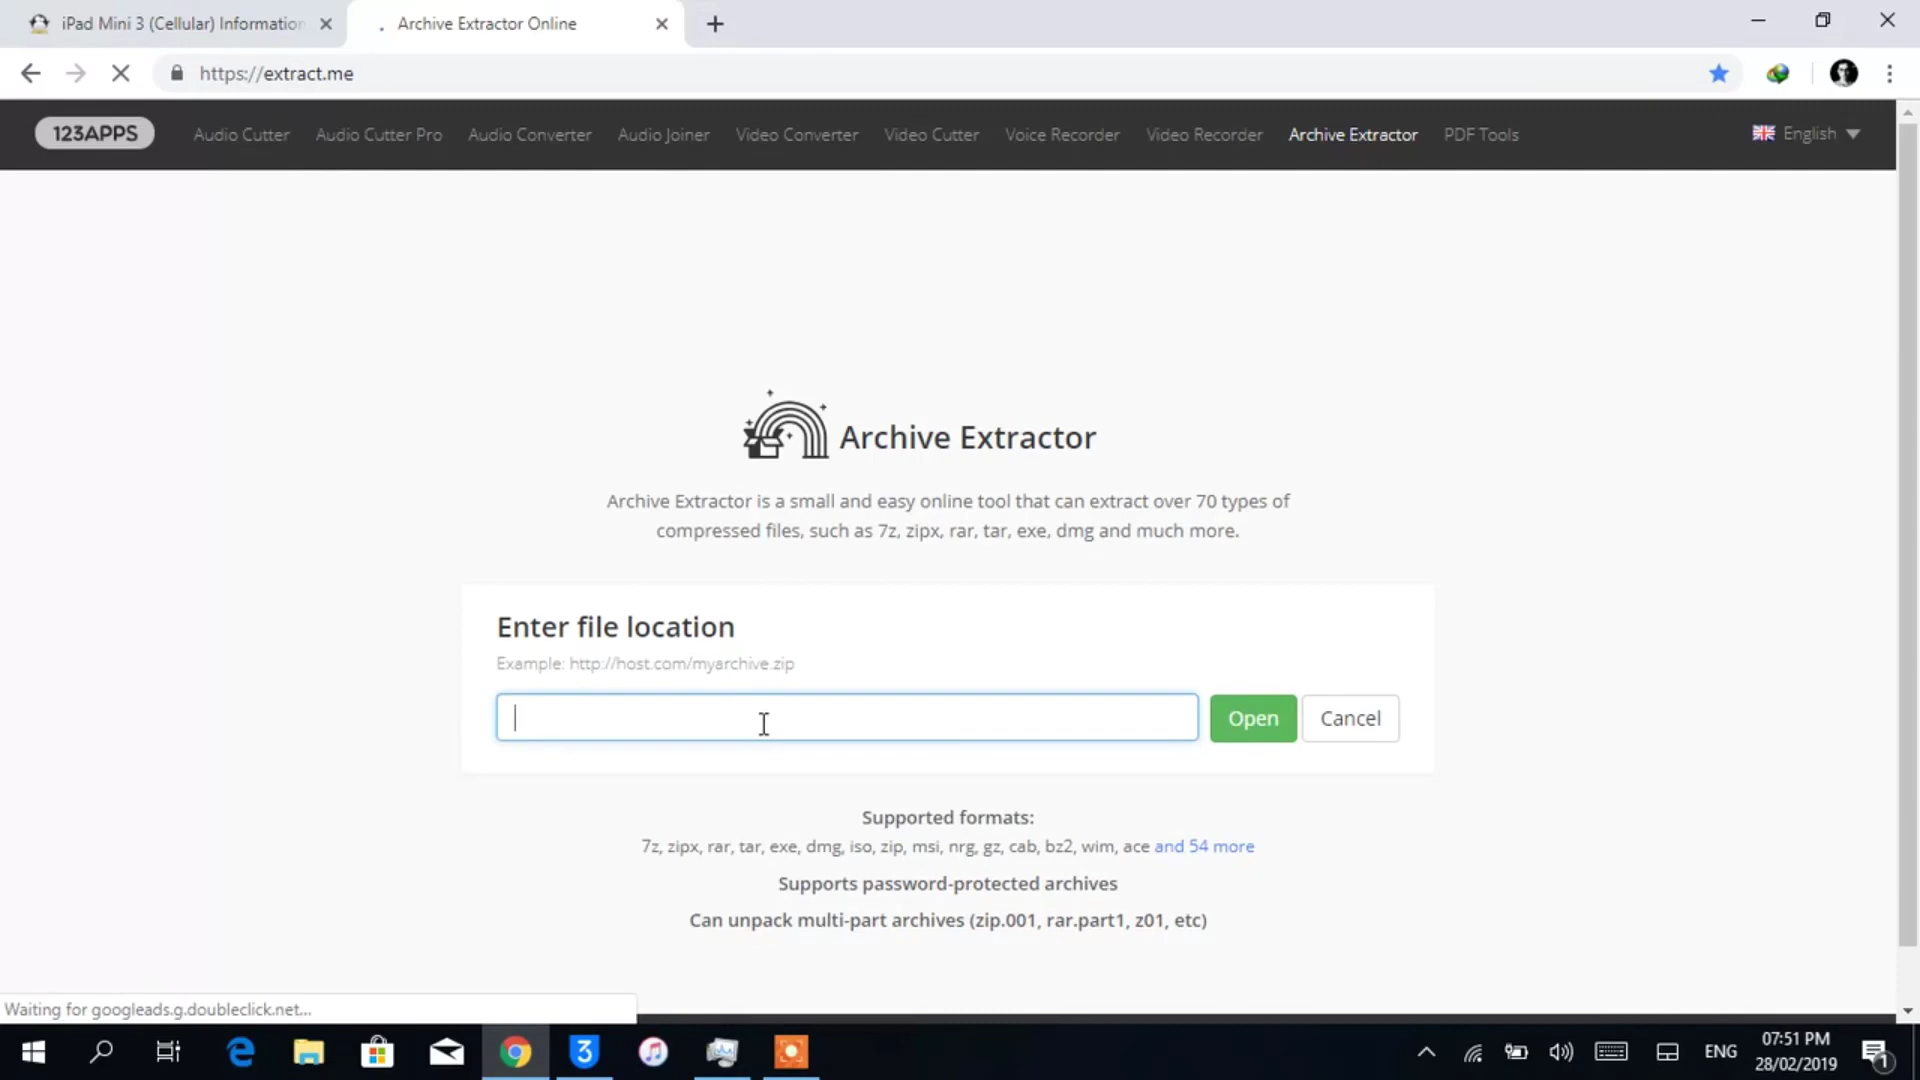 iPad Mini 3 (Cellular) Information
Archive Extractor Online
https://extract.me
123APPS
Audio Cutter
Audio Cutter Pro
Audio Converter
Audio Joiner
Video Converter
Video Cutter
Voice Recorder
Video Recorder
Archive Extractor
PDF Tools
English
Archive Extractor
Archive Extractor is a small and easy online tool that can extract over 70 types of
compressed files, such as 7z, zipx, rar, tar, exe, dmg and much more.
Enter file location
Example: http://host.com/myarchive.zip
Open
Cancel
Supported formats:
7z, zipx, rar, tar, exe, dmg, iso, zip, msi, nrg, gz, cab, bz2, wim, ace and 54 more
Supports password-protected archives
Can unpack multi-part archives (zip.001, rar.part1, z01, etc)
Waiting for googleads.g.doubleclick.net...
3
ENG
07:51 PM
28/02/2019
1